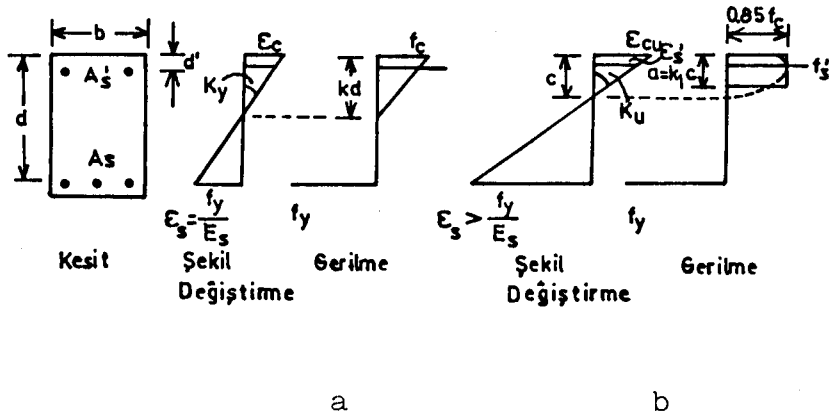 b
d'
A's
d
As
Kesit
εc
Ky
εs = fy/Es
Şekil
Değiştirme
fc
kd
fy
Gerilme
a
εcu
ε's
c
a=k₁c
Ku
εs > fy/Es
Şekil
Değiştirme
0.85 fc
f's
fy
Gerilme
b